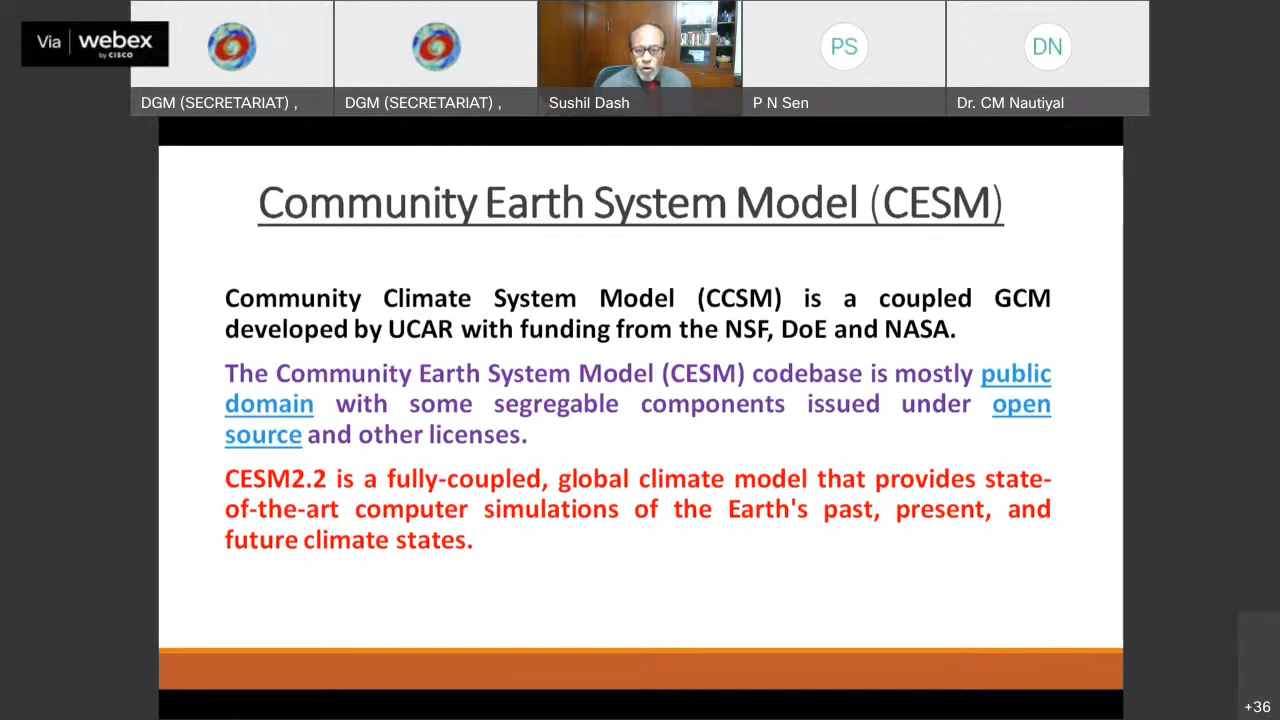 Via webex
by CISCO
PS
DN
DGM (SECRETARIAT) ,
DGM (SECRETARIAT) ,
Sushil Dash
P N Sen
Dr. CM Nautiyal
Community Earth System Model (CESM)
Community Climate System Model (CCSM) is a coupled GCM
developed by UCAR with funding from the NSF, DoE and NASA.
The Community Earth System Model (CESM) codebase is mostly public
domain with some segregable components issued under open
source and other licenses.
CESM2.2 is a fully-coupled, global climate model that provides state-
of-the-art computer simulations of the Earth's past, present, and
future climate states.
+36